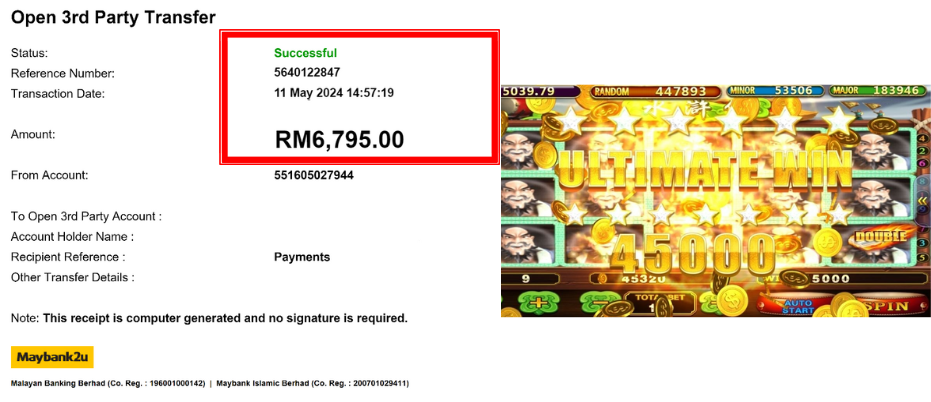 Open 3rd Party Transfer
Status: Successful
Reference Number: 5640122847
Transaction Date: 11 May 2024 14:57:19
Amount: RM6,795.00
From Account: 551605027944
To Open 3rd Party Account :
Account Holder Name :
Recipient Reference : Payments
Other Transfer Details :
Note: This receipt is computer generated and no signature is required.
Maybank2u
Malayan Banking Berhad (Co. Reg. : 196001000142) | Maybank Islamic Berhad (Co. Reg. : 200701029411)
5039.79 RANDOM 447893 MINOR 53506 MAJOR 183946
水滸
ULTIMATE WIN
45000
DOUBLE
9 45320 5000
AUTO START
SPIN